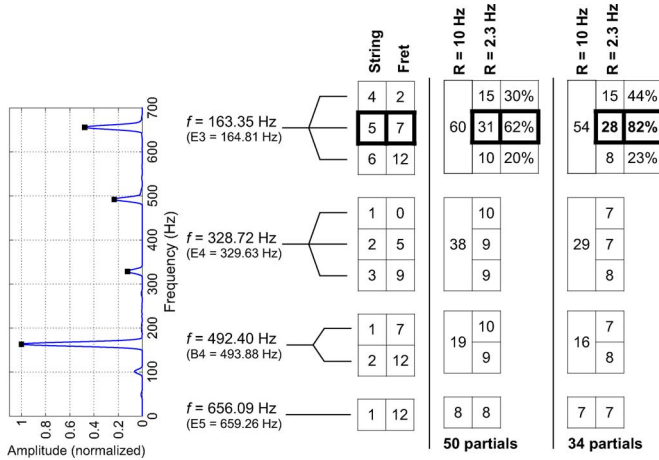 String
Fret
R = 10 Hz
R = 2.3 Hz
R = 10 Hz
R = 2.3 Hz
f = 163.35 Hz
(E3 = 164.81 Hz)
4 2
5 7
6 12
60
15 30%
31 62%
10 20%
54
15 44%
28 82%
8 23%
f = 328.72 Hz
(E4 = 329.63 Hz)
1 0
2 5
3 9
38
10
9
9
29
7
7
8
f = 492.40 Hz
(B4 = 493.88 Hz)
1 7
2 12
19
10
9
16
7
8
f = 656.09 Hz
(E5 = 659.26 Hz)
1 12
8 8
7 7
50 partials
34 partials
700
600
500
400
300
200
100
0
Frequency (Hz)
1 0.8 0.6 0.4 0.2 0
Amplitude (normalized)